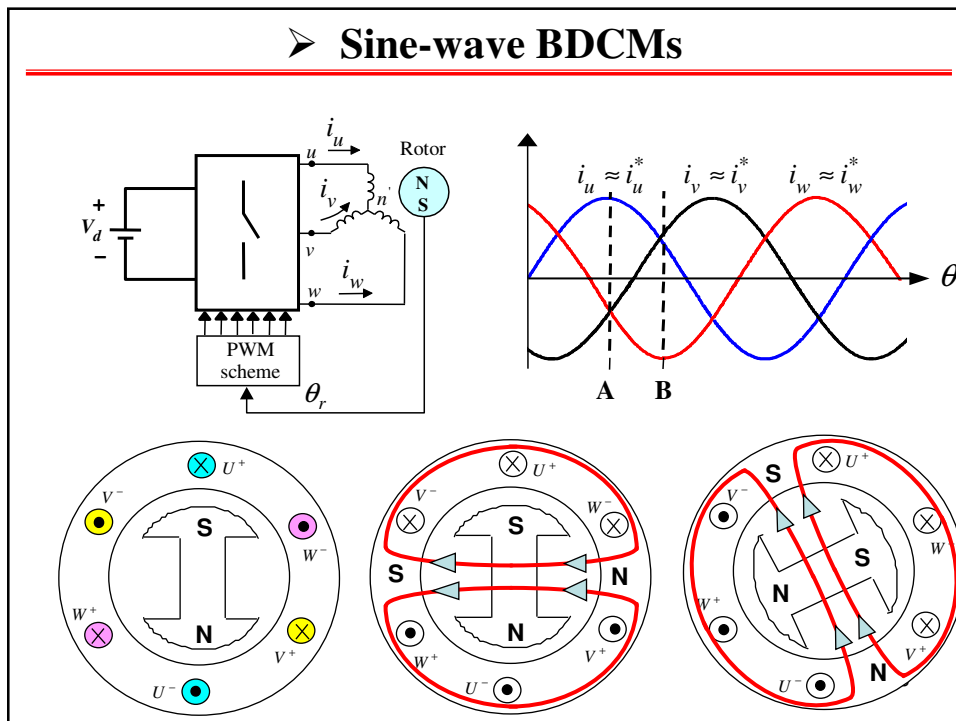 ➢ Sine-wave BDCMs
i_u
u
Rotor
N
S
n'
i_v
+
V_d
−
v
i_w
w
PWM
scheme
θ_r
i_u ≈ i_u^*
i_v ≈ i_v^*
i_w ≈ i_w^*
θ
A
B
U^+
V^-
S
W^-
W^+
N
V^+
U^-
U^+
V^-
W^-
S
S
N
N
W^+
V^+
U^-
S
U^+
V^-
W^-
S
N
W^+
V^+
U^-
N